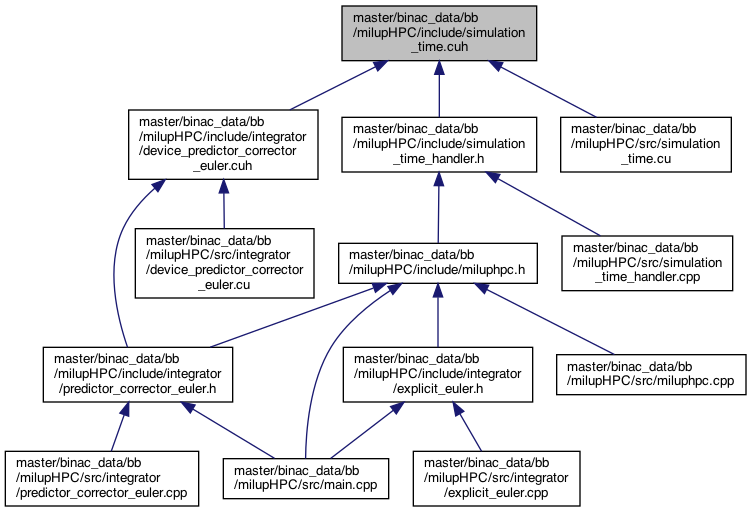 master/binac_data/bb
/milupHPC/include/simulation
_time.cuh
master/binac_data/bb
/milupHPC/include/integrator
/device_predictor_corrector
_euler.cuh
master/binac_data/bb
/milupHPC/include/simulation
_time_handler.h
master/binac_data/bb
/milupHPC/src/simulation
_time.cu
master/binac_data/bb
/milupHPC/src/integrator
/device_predictor_corrector
_euler.cu
master/binac_data/bb
/milupHPC/include/miluphpc.h
master/binac_data/bb
/milupHPC/src/simulation
_time_handler.cpp
master/binac_data/bb
/milupHPC/include/integrator
/predictor_corrector_euler.h
master/binac_data/bb
/milupHPC/include/integrator
/explicit_euler.h
master/binac_data/bb
/milupHPC/src/miluphpc.cpp
master/binac_data/bb
/milupHPC/src/integrator
/predictor_corrector_euler.cpp
master/binac_data/bb
/milupHPC/src/main.cpp
master/binac_data/bb
/milupHPC/src/integrator
/explicit_euler.cpp